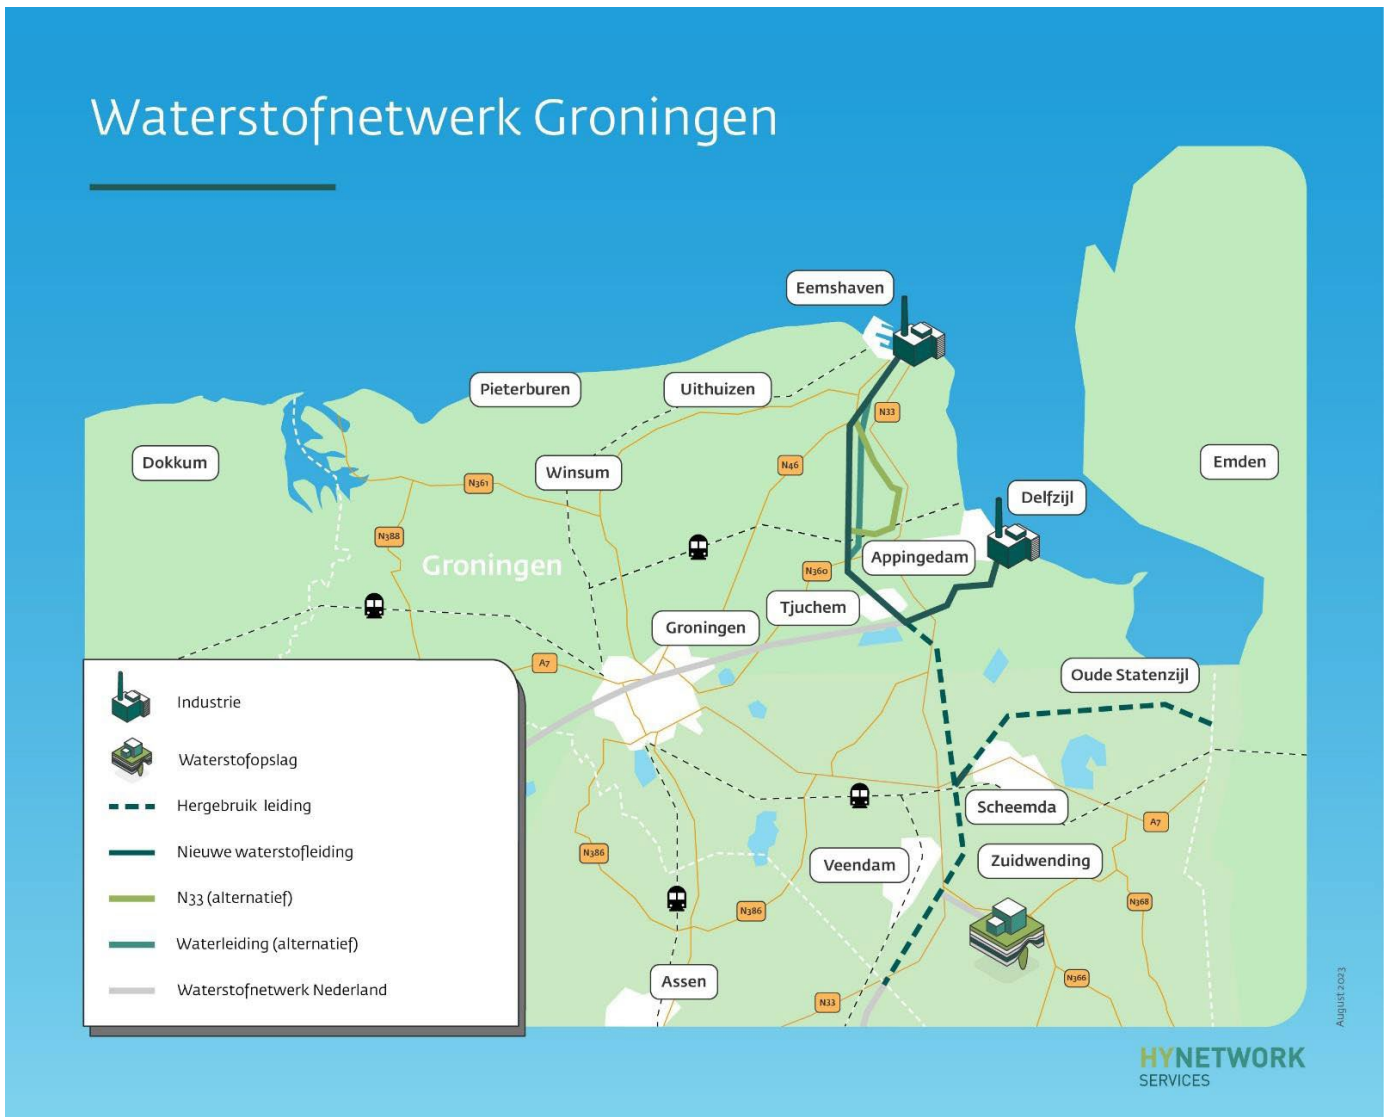 Waterstofnetwerk Groningen
Eemshaven
Pieterburen
Uithuizen
N33
Dokkum
Winsum
N46
Emden
N361
Delfzijl
N388
Groningen
Appingedam
N360
Tjuchem
Groningen
A7
Oude Statenzijl
Scheemda
A7
N386
Veendam
Zuidwending
N386
N368
Assen
N33
N366
Industrie
Waterstofopslag
Hergebruik leiding
Nieuwe waterstofleiding
N33 (alternatief)
Waterleiding (alternatief)
Waterstofnetwerk Nederland
August 2023
HYNETWORK
SERVICES